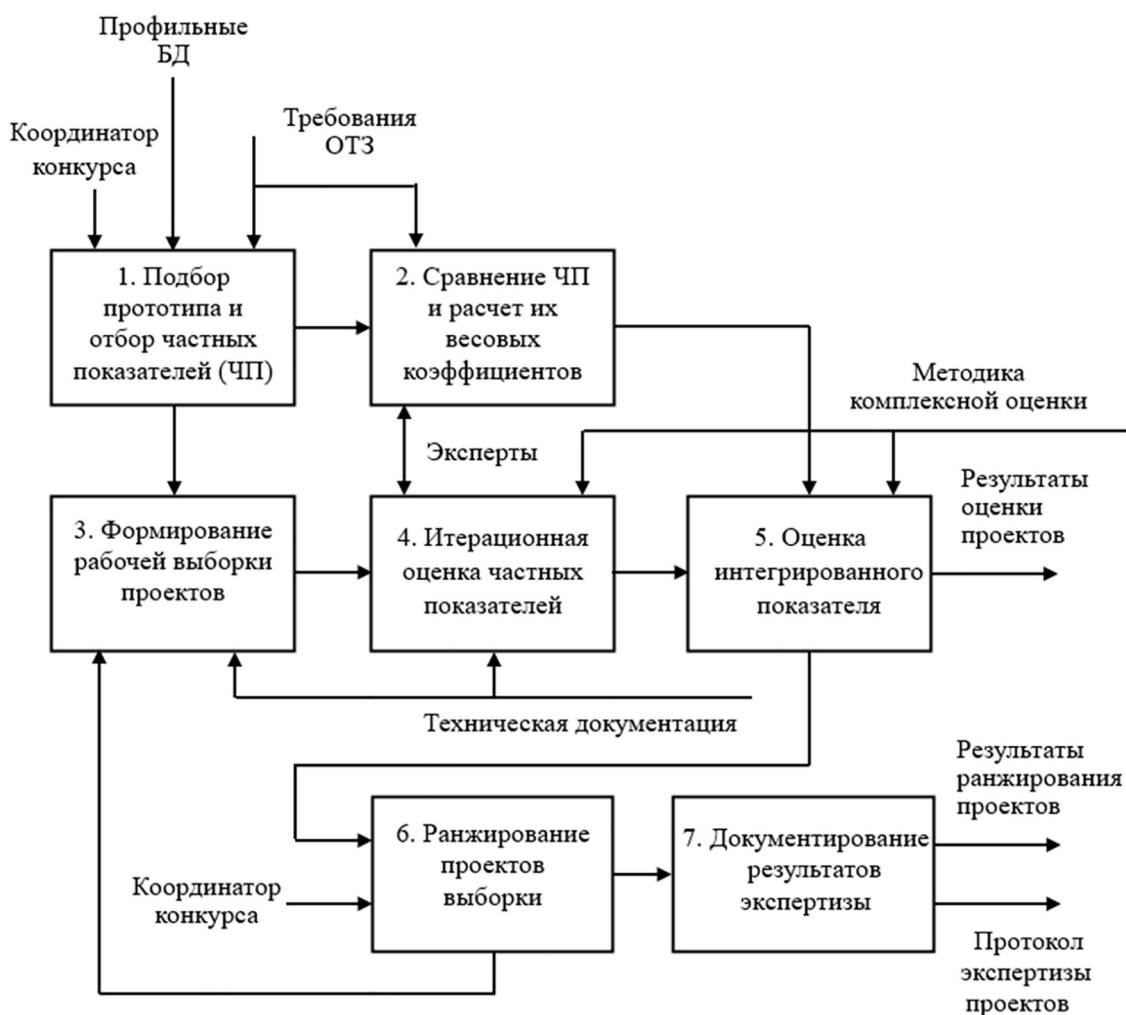 Профильные
БД
Координатор
конкурса
Требования
ОТЗ
1. Подбор
прототипа и
отбор частных
показателей (ЧП)
2. Сравнение ЧП
и расчет их
весовых
коэффициентов
Методика
комплексной оценки
Эксперты
3. Формирование
рабочей выборки
проектов
4. Итерационная
оценка частных
показателей
5. Оценка
интегрированного
показателя
Результаты
оценки
проектов
Техническая документация
Результаты
ранжирования
проектов
6. Ранжирование
проектов
выборки
7. Документирование
результатов
экспертизы
Координатор
конкурса
Протокол
экспертизы
проектов